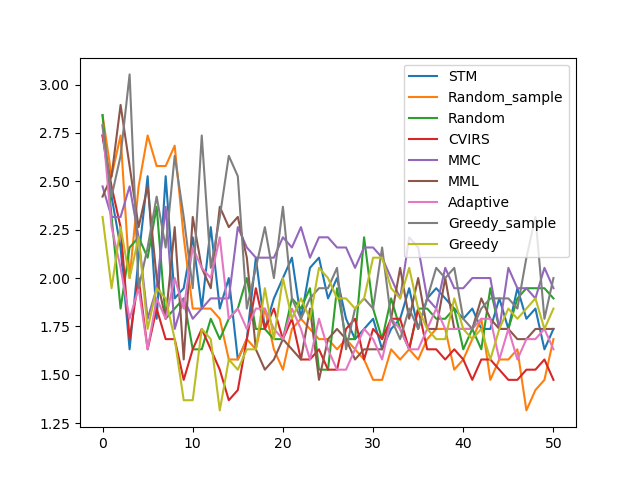 3.00
2.75
2.50
2.25
2.00
1.75
1.50
1.25
0 10 20 30 40 50
STM
Random_sample
Random
CVIRS
MMC
MML
Adaptive
Greedy_sample
Greedy